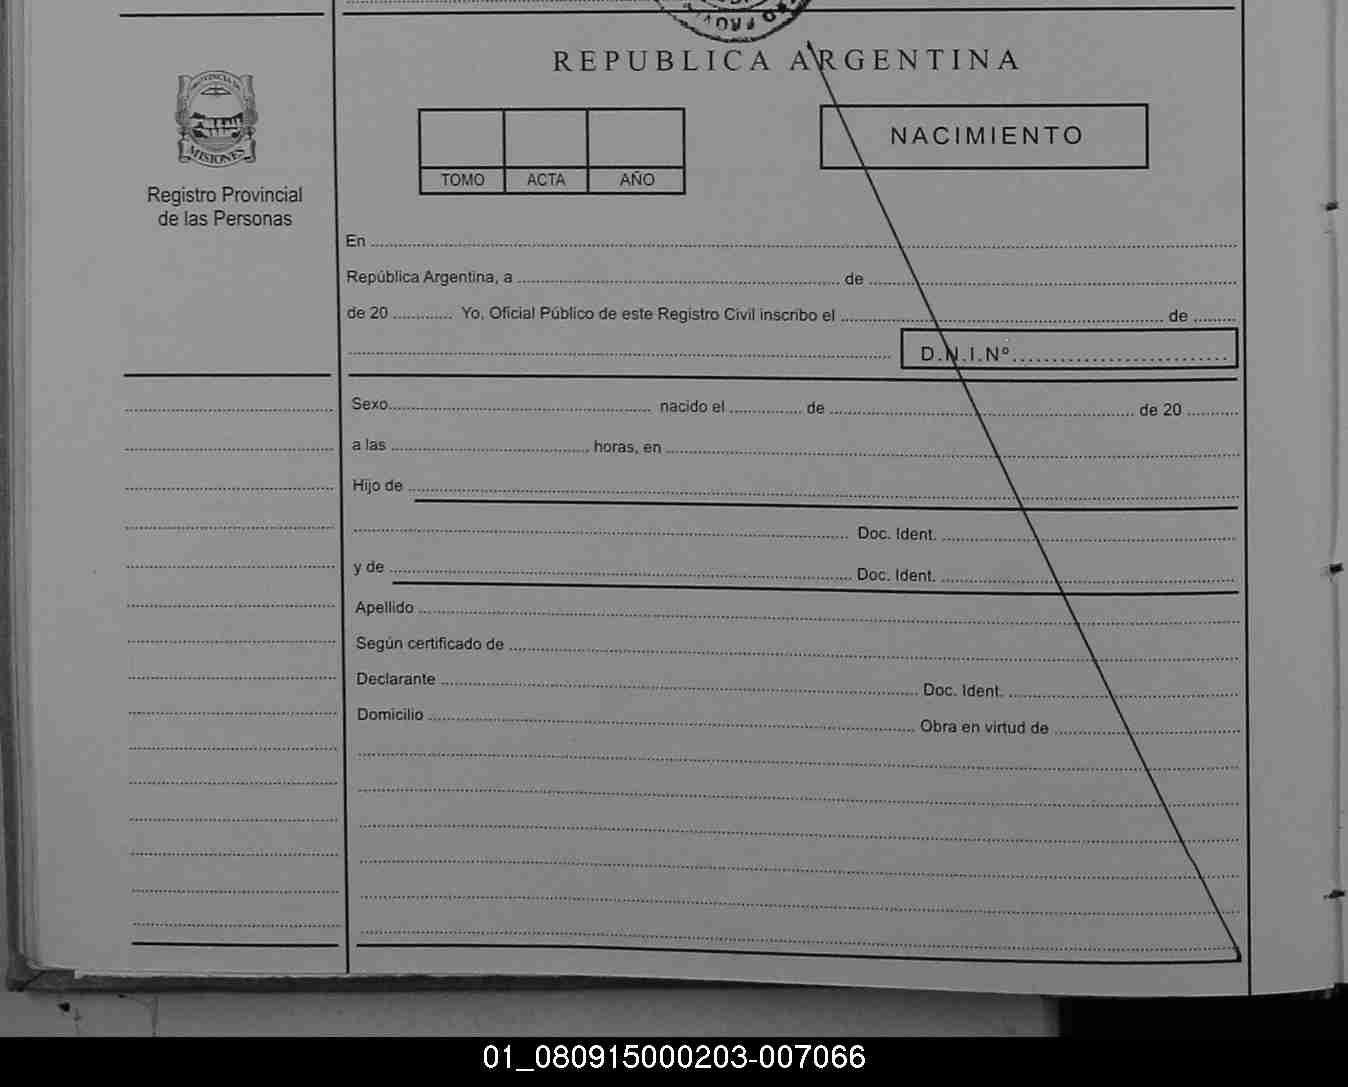 REPUBLICA ARGENTINA
PROVINCIA DE
MISIONES
Registro Provincial
de las Personas
TOMO ACTA AÑO
NACIMIENTO
En
República Argentina, a de
de 20 Yo, Oficial Público de este Registro Civil inscribo el de
D.N.I.Nº
Sexo nacido el de de 20
a las horas, en
Hijo de
Doc. Ident.
y de Doc. Ident.
Apellido
Según certificado de
Declarante Doc. Ident.
Domicilio Obra en virtud de
01_080915000203-007066